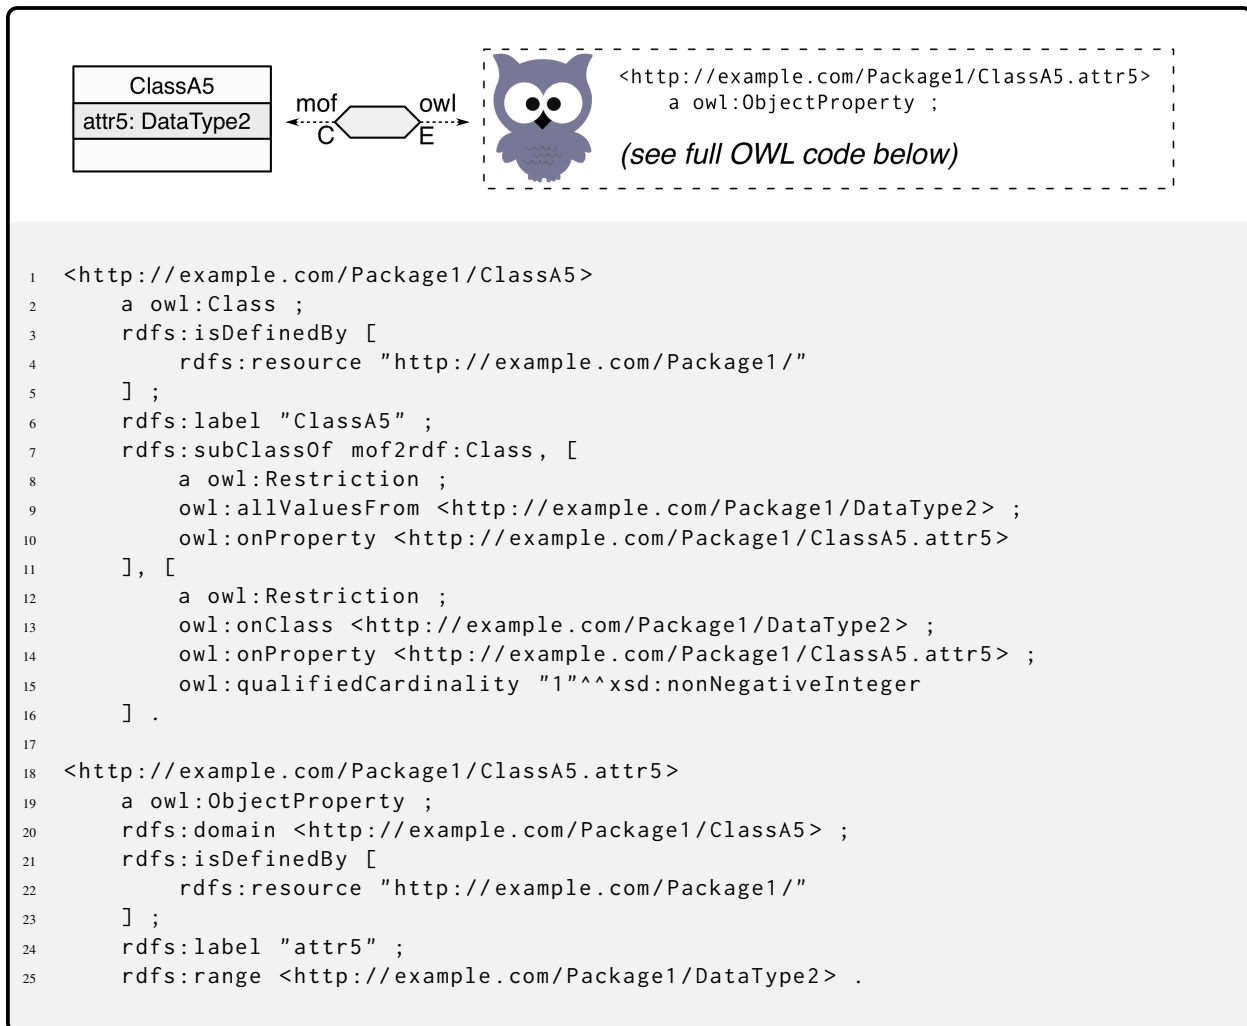 ClassA5
attr5: DataType2
mof
owl
C
E
<http://example.com/Package1/ClassA5.attr5>
    a owl:ObjectProperty ;
(see full OWL code below)
1 <http://example.com/Package1/ClassA5>
2     a owl:Class ;
3     rdfs:isDefinedBy [
4         rdfs:resource "http://example.com/Package1/"
5     ] ;
6     rdfs:label "ClassA5" ;
7     rdfs:subClassOf mof2rdf:Class, [
8         a owl:Restriction ;
9         owl:allValuesFrom <http://example.com/Package1/DataType2> ;
10         owl:onProperty <http://example.com/Package1/ClassA5.attr5>
11     ], [
12         a owl:Restriction ;
13         owl:onClass <http://example.com/Package1/DataType2> ;
14         owl:onProperty <http://example.com/Package1/ClassA5.attr5> ;
15         owl:qualifiedCardinality "1"^^xsd:nonNegativeInteger
16     ] .
17
18 <http://example.com/Package1/ClassA5.attr5>
19     a owl:ObjectProperty ;
20     rdfs:domain <http://example.com/Package1/ClassA5> ;
21     rdfs:isDefinedBy [
22         rdfs:resource "http://example.com/Package1/"
23     ] ;
24     rdfs:label "attr5" ;
25     rdfs:range <http://example.com/Package1/DataType2> .